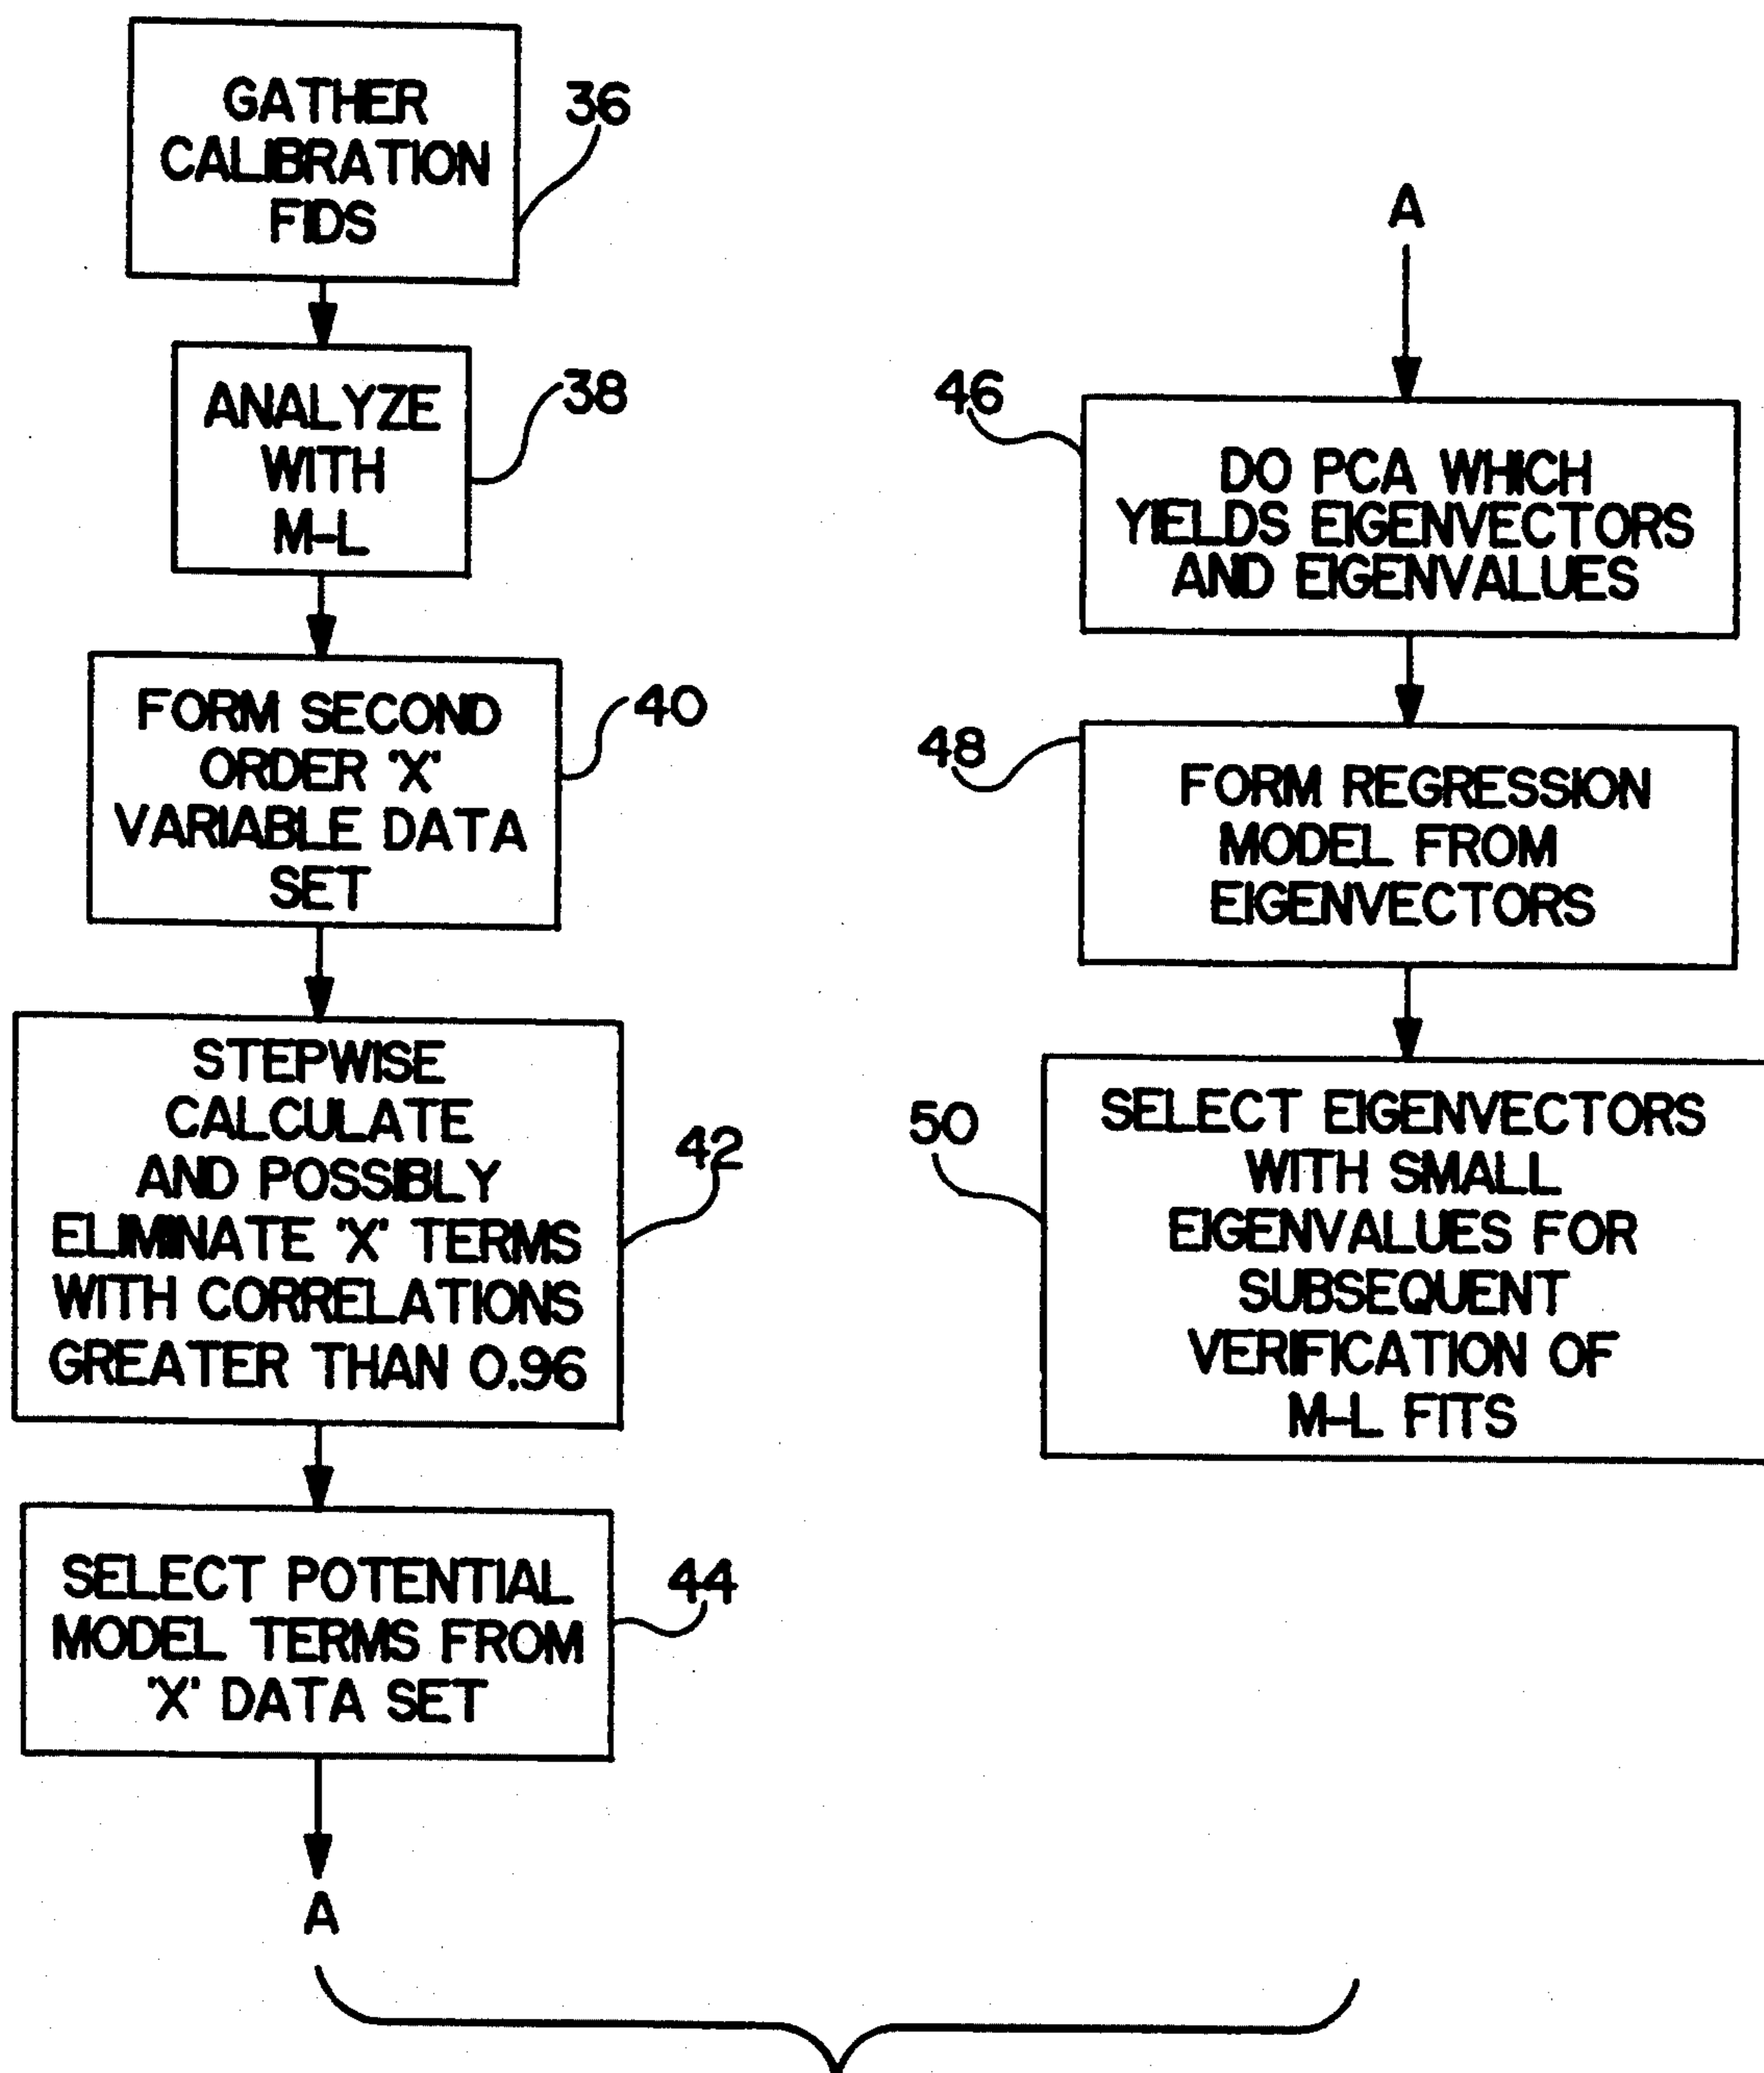 GATHER
CALIBRATION
FIDS
36
ANALYZE
WITH
M-L
38
FORM SECOND
ORDER 'X'
VARIABLE DATA
SET
40
STEPWISE
CALCULATE
AND POSSIBLY
ELIMINATE 'X' TERMS
WITH CORRELATIONS
GREATER THAN 0.96
42
SELECT POTENTIAL
MODEL TERMS FROM
'X' DATA SET
44
A
A
46
DO PCA WHICH
YIELDS EIGENVECTORS
AND EIGENVALUES
48
FORM REGRESSION
MODEL FROM
EIGENVECTORS
50
SELECT EIGENVECTORS
WITH SMALL
EIGENVALUES FOR
SUBSEQUENT
VERIFICATION OF
M-L FITS